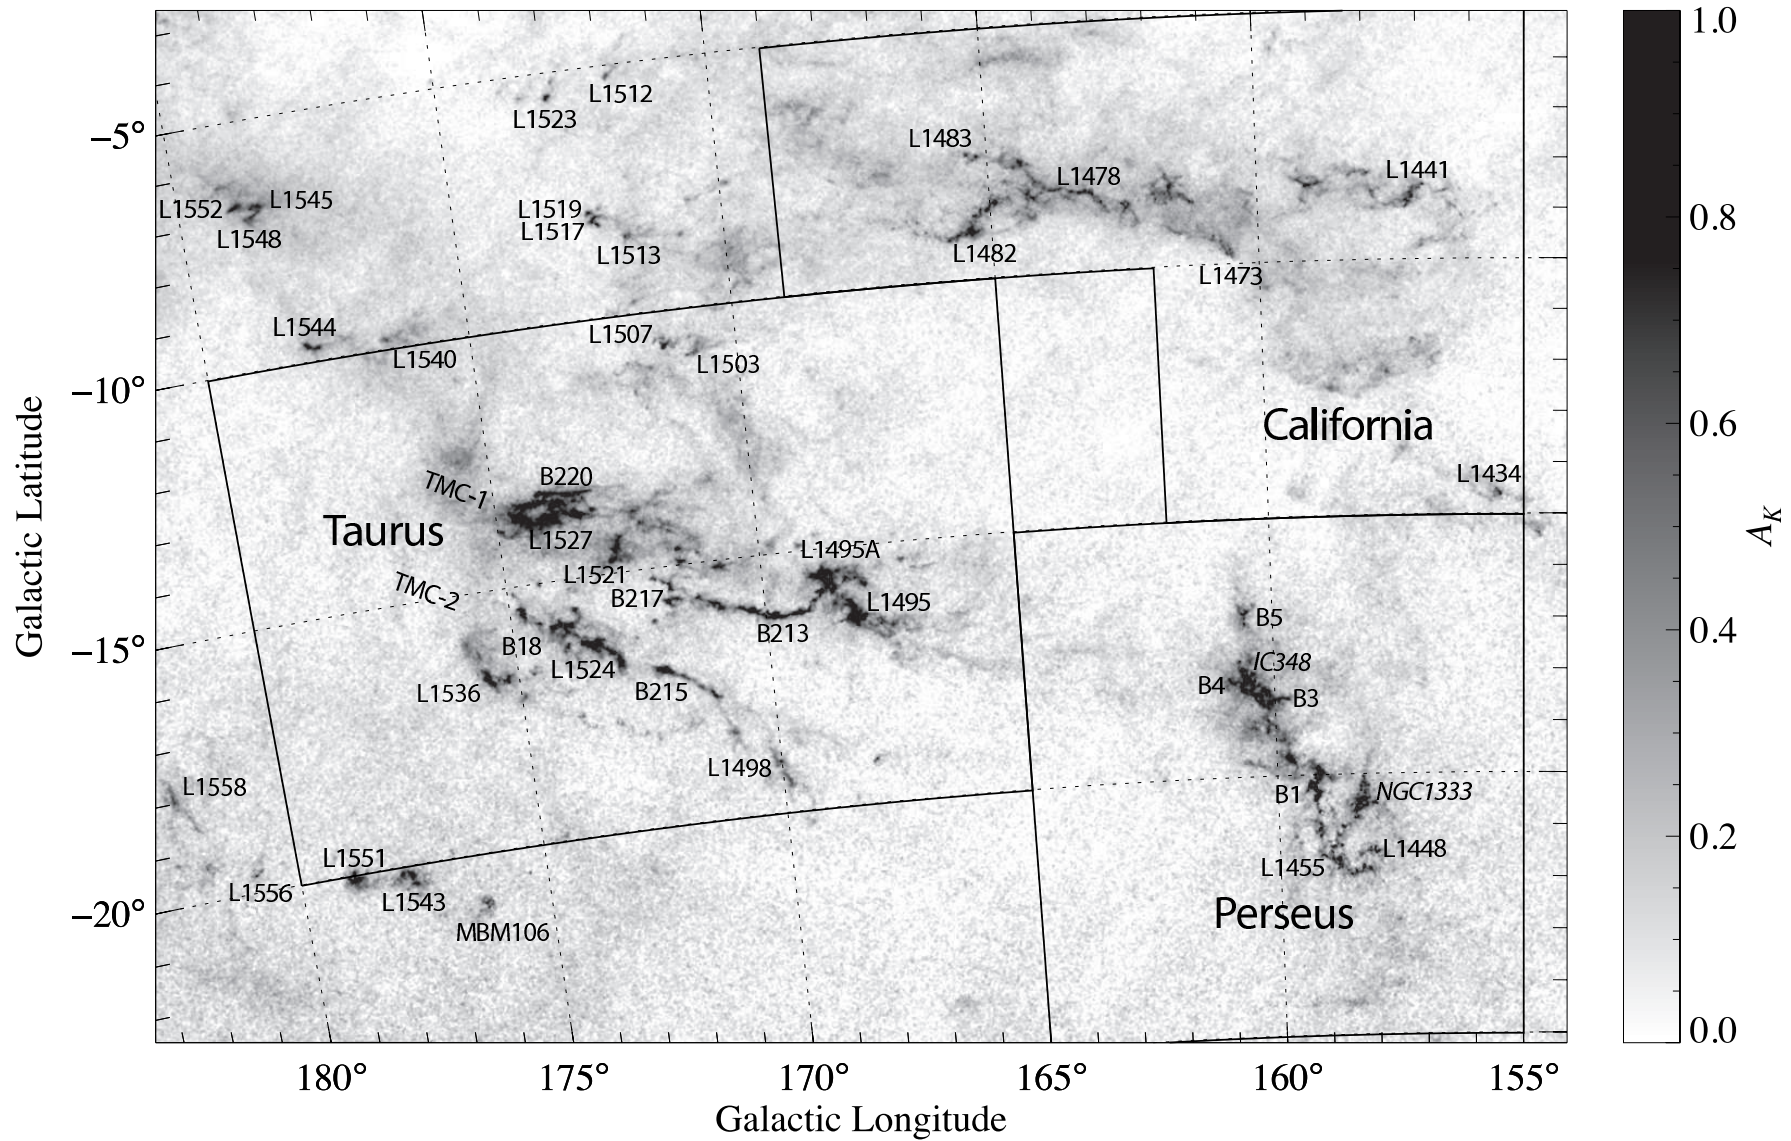 1.0
L1512
L1523
−5°
L1483
L1478
L1441
L1545
L1552
L1519
L1517
L1548
L1513
L1482
L1473
0.8
L1544
L1507
L1540
L1503
−10°
California
0.6
L1434
B220
TMC-1
Taurus
L1527
L1495A
L1521
TMC-2
B217
L1495
B213
B5
0.4
−15°
B18
L1524
IC348
B215
B4
B3
L1536
L1498
L1558
B1
NGC1333
0.2
L1551
L1448
L1455
L1556
L1543
−20°
MBM106
Perseus
0.0
Galactic Latitude
A_K
180°
175°
170°
165°
160°
155°
Galactic Longitude